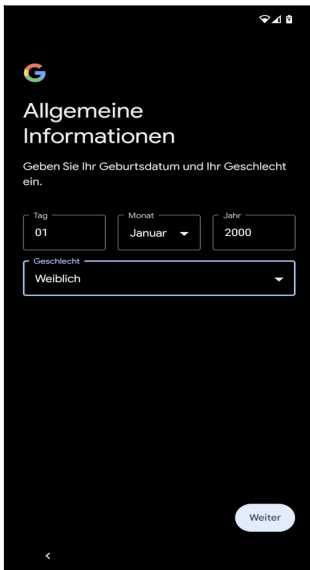 Allgemeine
Informationen
Geben Sie Ihr Geburtsdatum und Ihr Geschlecht
ein.
Tag Monat Jahr
01 Januar 2000
Geschlecht
Weiblich
Weiter